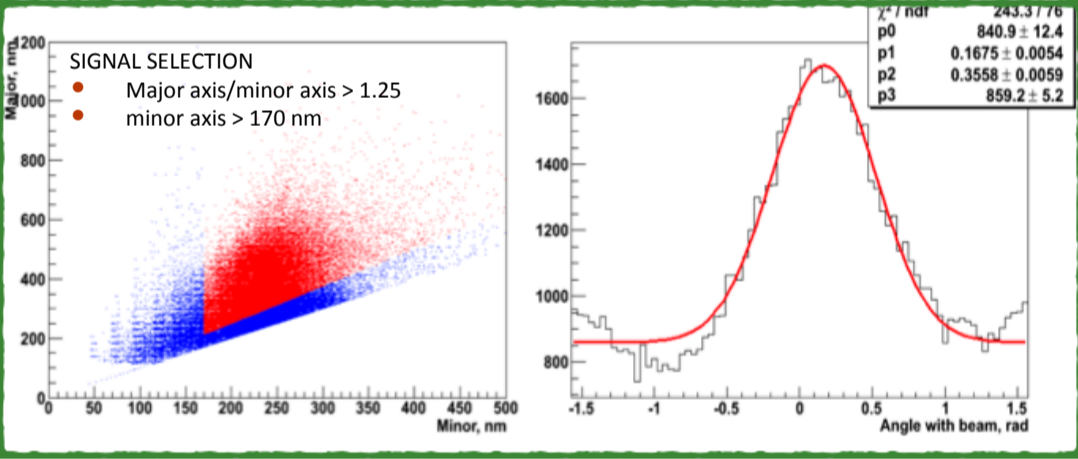 SIGNAL SELECTION
• Major axis/minor axis > 1.25
• minor axis > 170 nm
Major, nm
1200
1000
800
600
400
200
0
0 50 100 150 200 250 300 350 400 450 500
Minor, nm
χ² / ndf 243.3 / 76
p0 840.9 ± 12.4
p1 0.1675 ± 0.0054
p2 0.3558 ± 0.0059
p3 859.2 ± 5.2
1600
1400
1200
1000
800
-1.5 -1 -0.5 0 0.5 1 1.5
Angle with beam, rad